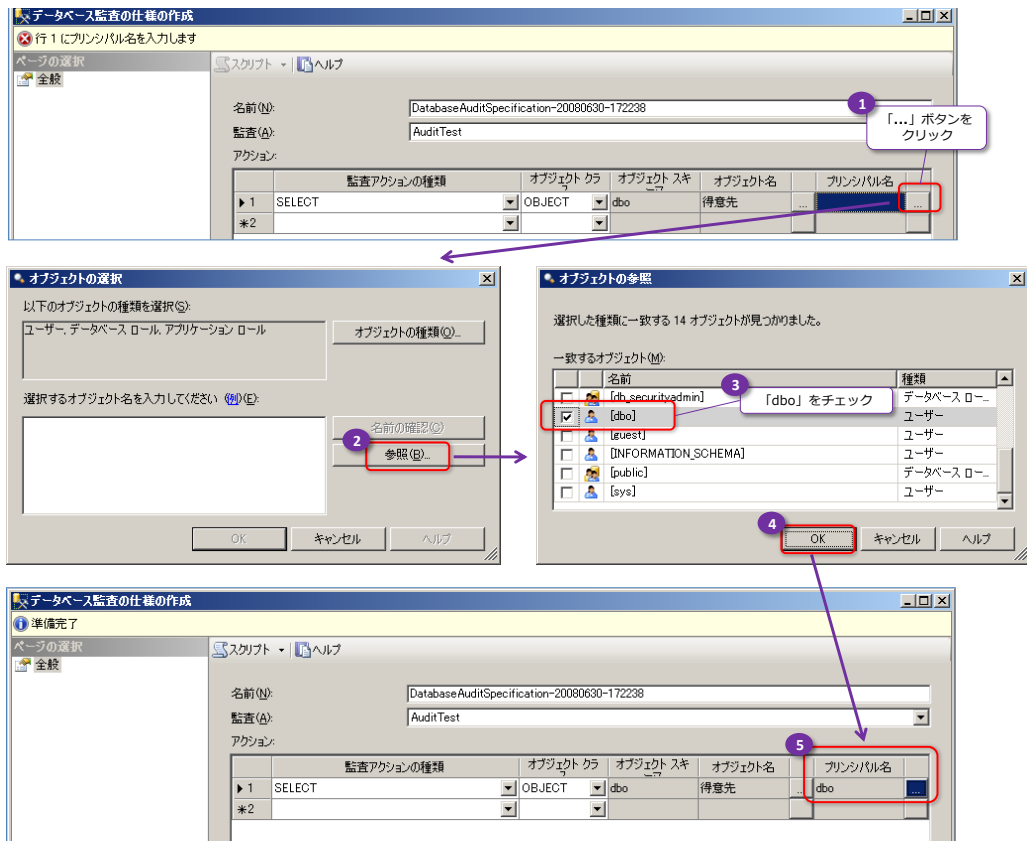 データベース監査の仕様の作成
行 1 にプリンシパル名を入力します
ページの選択
全般
スクリプト
ヘルプ
名前(N):
DatabaseAuditSpecification-20080630-172238
監査(A):
AuditTest
アクション:
1
「...」ボタンを
クリック
監査アクションの種類
オブジェクト クラ
オブジェクト スキ
オブジェクト名
プリンシパル名
1
SELECT
OBJECT
dbo
得意先
...
...
*2
オブジェクトの選択
以下のオブジェクトの種類を選択(S):
ユーザー, データベース ロール, アプリケーション ロール
オブジェクトの種類(O)...
選択するオブジェクト名を入力してください (例)(E):
名前の確認(C)
2
参照(B)...
OK
キャンセル
ヘルプ
オブジェクトの参照
選択した種類に一致する 14 オブジェクトが見つかりました。
一致するオブジェクト(M):
名前
種類
[db_securityadmin]
データベース ロー...
3
「dbo」をチェック
[dbo]
ユーザー
[guest]
ユーザー
[INFORMATION_SCHEMA]
ユーザー
[public]
データベース ロー...
[sys]
ユーザー
4
OK
キャンセル
ヘルプ
データベース監査の仕様の作成
準備完了
ページの選択
全般
スクリプト
ヘルプ
名前(N):
DatabaseAuditSpecification-20080630-172238
監査(A):
AuditTest
アクション:
5
監査アクションの種類
オブジェクト クラ
オブジェクト スキ
オブジェクト名
プリンシパル名
1
SELECT
OBJECT
dbo
得意先
...
dbo
...
*2